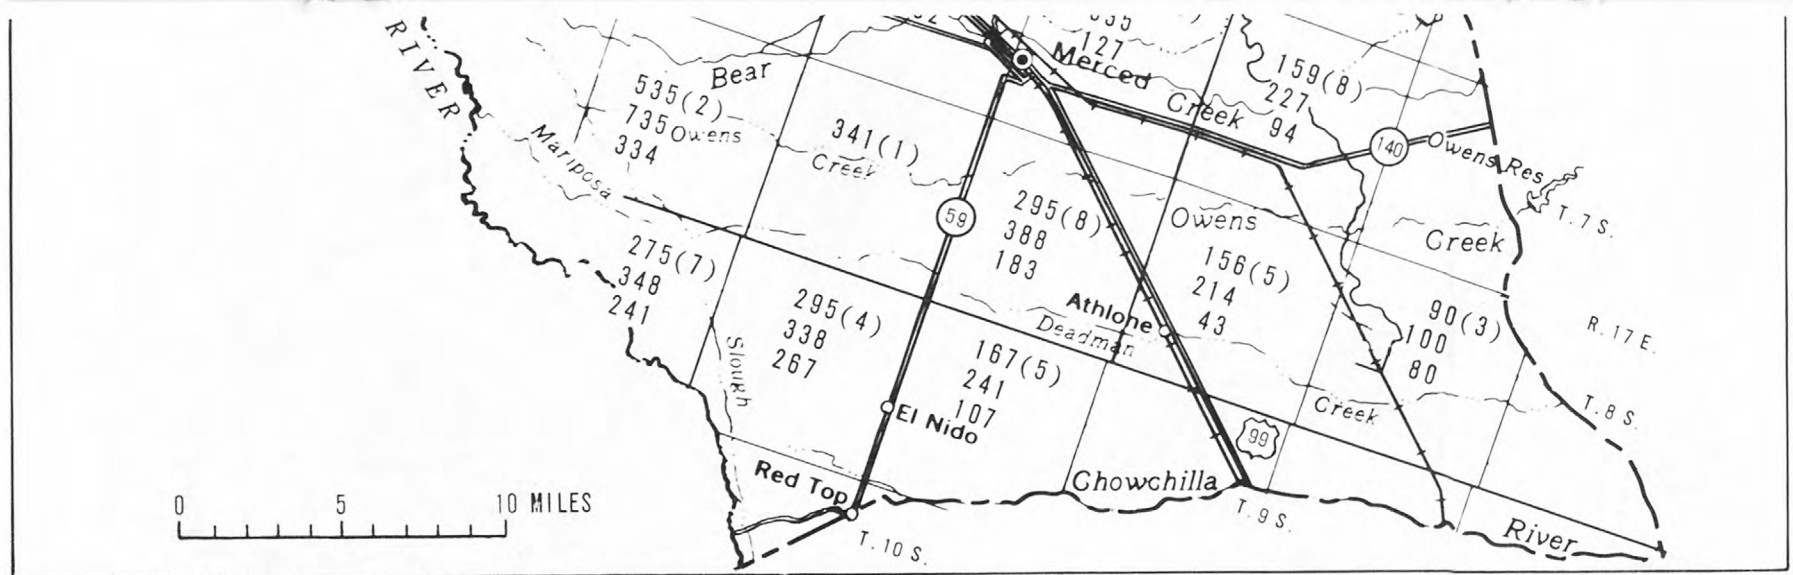 RIVER
Bear
535(2)
735
334
Owens
Mariposa
341(1)
Creek
127
Merced
Creek
159(8)
227
94
140
Owens Res
T. 7 S.
59
295(8)
388
183
Owens
Creek
156(5)
214
43
275(7)
348
241
Slough
295(4)
338
267
Athlone
Deadman
167(5)
241
107
El Nido
90(3)
100
80
R. 17 E.
T. 8 S.
Creek
99
Red Top
Chowchilla
River
T. 9 S.
T. 10 S.
0 5 10 MILES